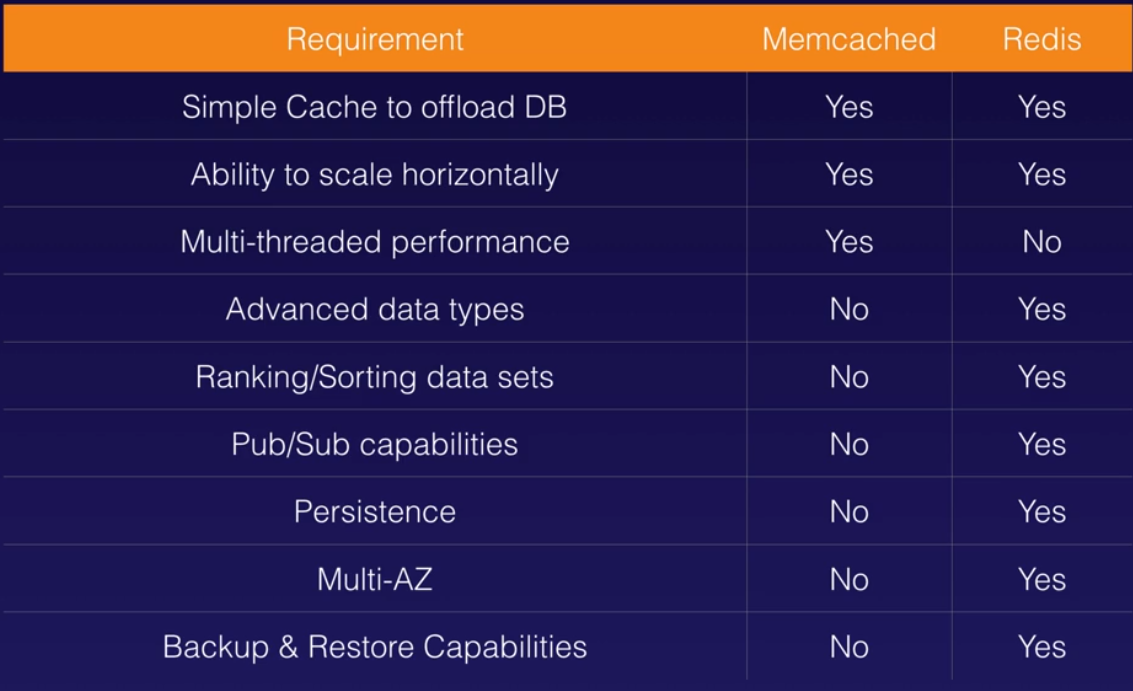 Requirement Memcached Redis
Simple Cache to offload DB Yes Yes
Ability to scale horizontally Yes Yes
Multi-threaded performance Yes No
Advanced data types No Yes
Ranking/Sorting data sets No Yes
Pub/Sub capabilities No Yes
Persistence No Yes
Multi-AZ No Yes
Backup & Restore Capabilities No Yes